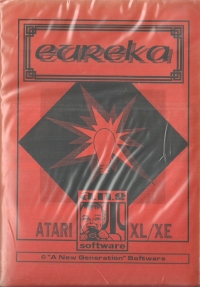 eureka
a.n.g
ATARI XL/XE
software
© "A New Generation" Software